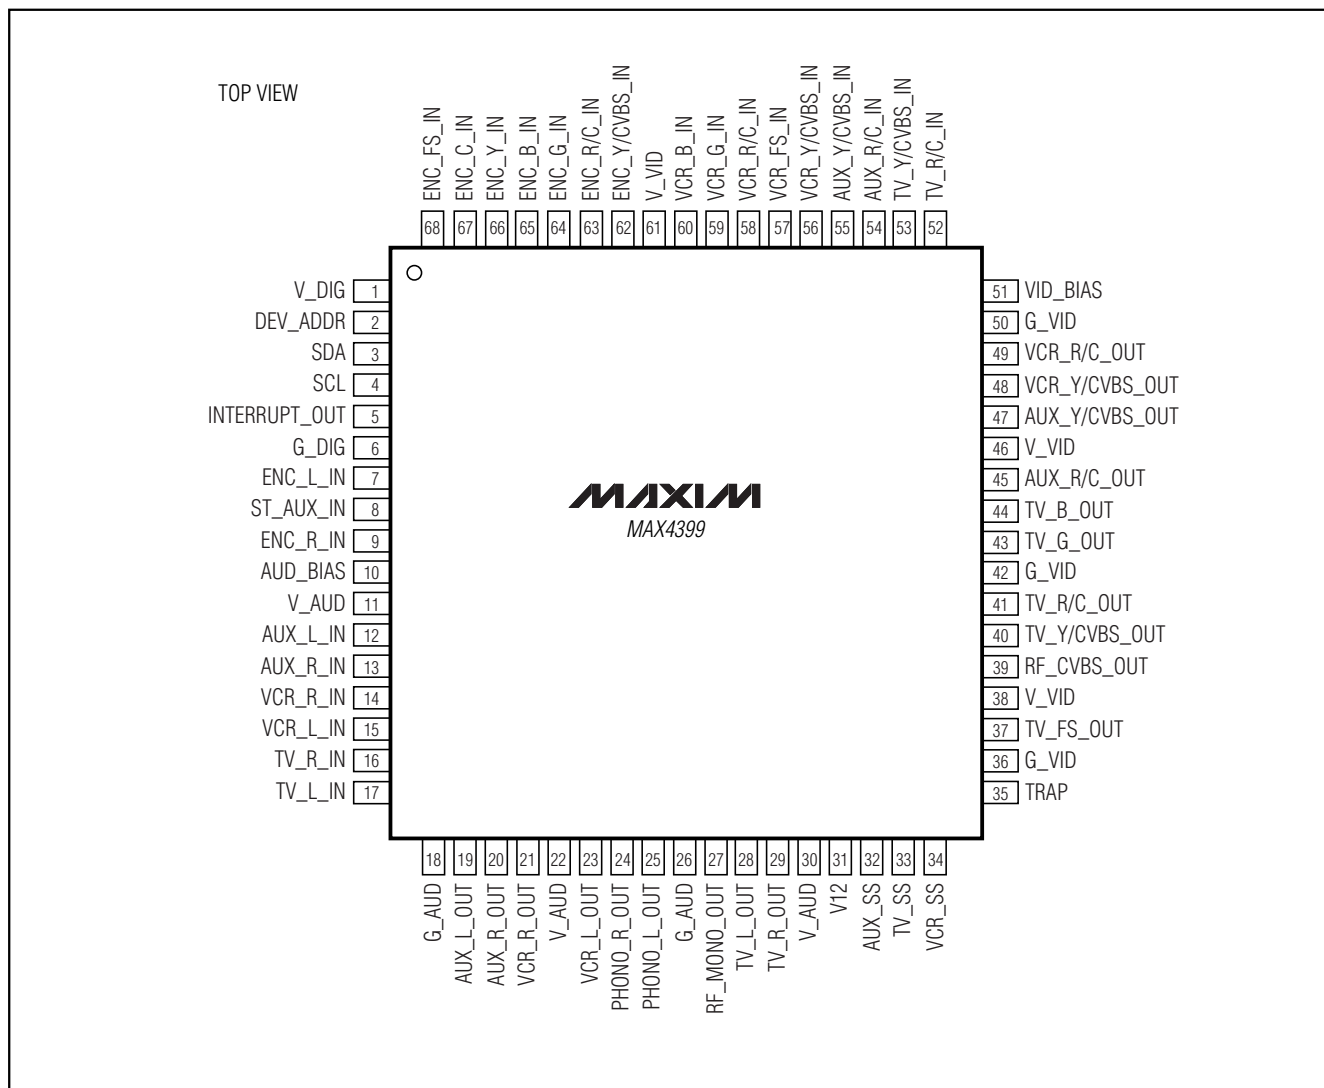 TOP VIEW
ENC_FS_IN
ENC_C_IN
ENC_Y_IN
ENC_B_IN
ENC_G_IN
ENC_R/C_IN
ENC_Y/CVBS_IN
V_VID
VCR_B_IN
VCR_G_IN
VCR_R/C_IN
VCR_FS_IN
VCR_Y/CVBS_IN
AUX_Y/CVBS_IN
AUX_R/C_IN
TV_Y/CVBS_IN
TV_R/C_IN
68 67 66 65 64 63 62 61 60 59 58 57 56 55 54 53 52
V_DIG 1
DEV_ADDR 2
SDA 3
SCL 4
INTERRUPT_OUT 5
G_DIG 6
ENC_L_IN 7
ST_AUX_IN 8
ENC_R_IN 9
AUD_BIAS 10
V_AUD 11
AUX_L_IN 12
AUX_R_IN 13
VCR_R_IN 14
VCR_L_IN 15
TV_R_IN 16
TV_L_IN 17
MAXIM
MAX4399
51 VID_BIAS
50 G_VID
49 VCR_R/C_OUT
48 VCR_Y/CVBS_OUT
47 AUX_Y/CVBS_OUT
46 V_VID
45 AUX_R/C_OUT
44 TV_B_OUT
43 TV_G_OUT
42 G_VID
41 TV_R/C_OUT
40 TV_Y/CVBS_OUT
39 RF_CVBS_OUT
38 V_VID
37 TV_FS_OUT
36 G_VID
35 TRAP
18 19 20 21 22 23 24 25 26 27 28 29 30 31 32 33 34
G_AUD
AUX_L_OUT
AUX_R_OUT
VCR_R_OUT
V_AUD
VCR_L_OUT
PHONO_R_OUT
PHONO_L_OUT
G_AUD
RF_MONO_OUT
TV_L_OUT
TV_R_OUT
V_AUD
V12
AUX_SS
TV_SS
VCR_SS